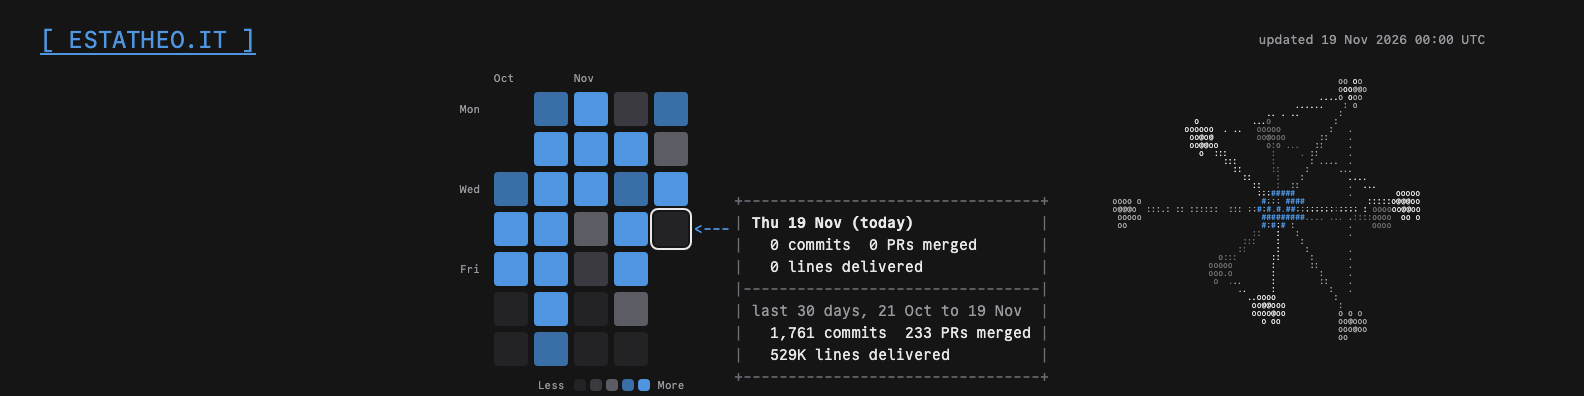 [ ESTATHEO.IT ]
updated 19 Nov 2026 00:00 UTC
Oct Nov
Mon
Wed
Fri
Less More
Thu 19 Nov (today)
0 commits 0 PRs merged
0 lines delivered
last 30 days, 21 Oct to 19 Nov
1,761 commits 233 PRs merged
529K lines delivered